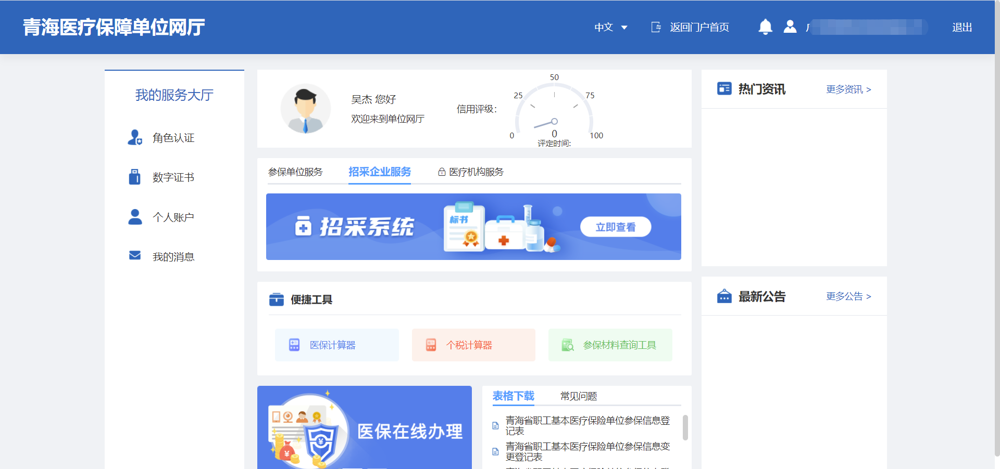 青海医疗保障单位网厅
中文
返回门户首页
退出
我的服务大厅
角色认证
数字证书
个人账户
我的消息
吴杰 您好
欢迎来到单位网厅
信用评级：
0
25
50
75
100
0
评定时间:
参保单位服务
招采企业服务
医疗机构服务
招采系统
标书
立即查看
便捷工具
医保计算器
个税计算器
参保材料查询工具
医保在线办理
表格下载
常见问题
青海省职工基本医疗保险单位参保信息登
记表
青海省职工基本医疗保险单位参保信息变
更登记表
热门资讯
更多资讯 >
最新公告
更多公告 >